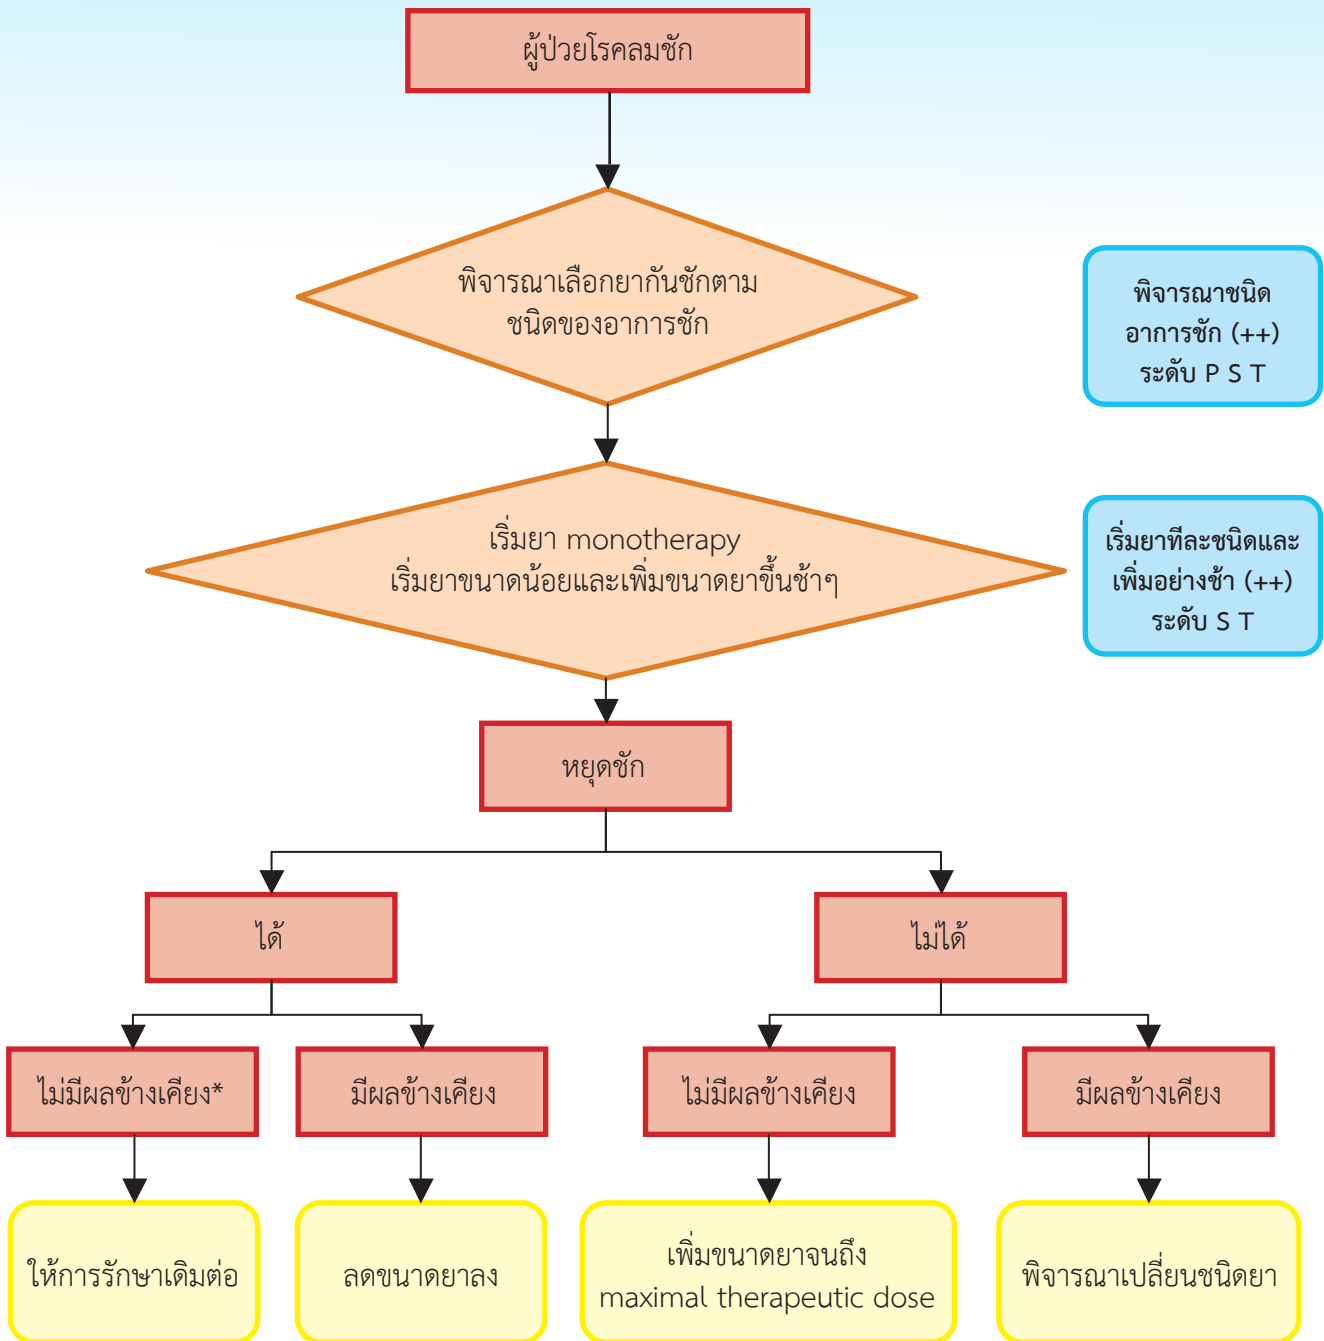 ผู้ป่วยโรคลมชัก
พิจารณาเลือกยากันชักตาม
ชนิดของอาการชัก
พิจารณาชนิด
อาการชัก (++)
ระดับ P S T
เริ่มยา monotherapy
เริ่มยาขนาดน้อยและเพิ่มขนาดยาขึ้นช้าๆ
เริ่มยาทีละชนิดและ
เพิ่มอย่างช้า (++)
ระดับ S T
หยุดชัก
ได้
ไม่ได้
ไม่มีผลข้างเคียง*
มีผลข้างเคียง
ไม่มีผลข้างเคียง
มีผลข้างเคียง
ให้การรักษาเดิมต่อ
ลดขนาดยาลง
เพิ่มขนาดยาจนถึง
maximal therapeutic dose
พิจารณาเปลี่ยนชนิดยา